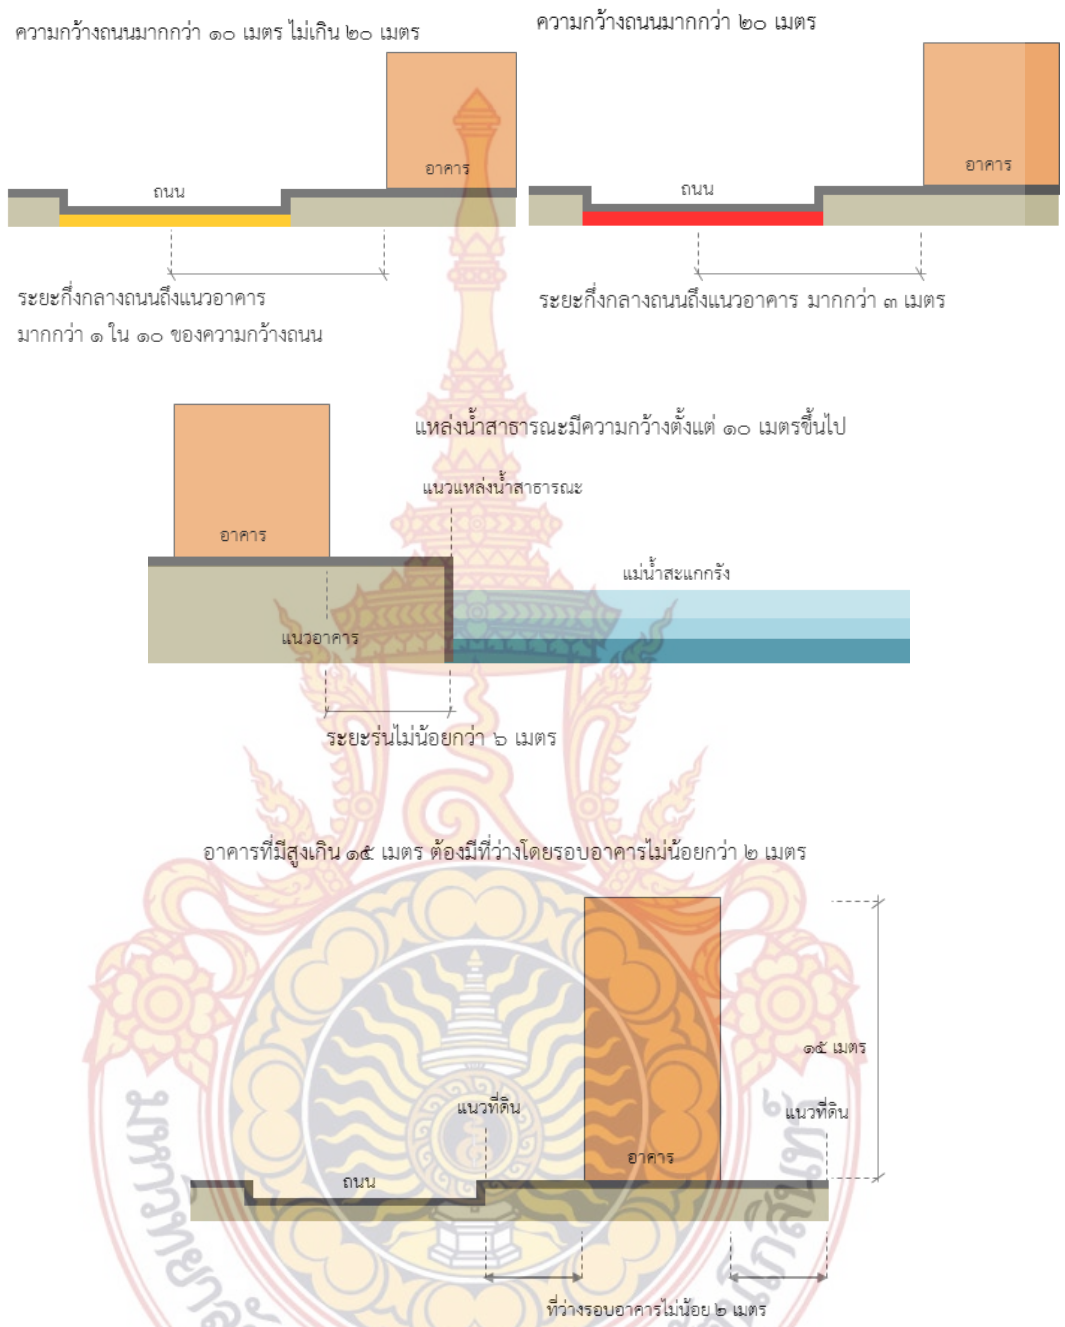 ความกว้างถนนมากกว่า ๑๐ เมตร ไม่เกิน ๒๐ เมตร
อาคาร
ถนน
ระยะกึ่งกลางถนนถึงแนวอาคาร
มากกว่า ๑ ใน ๑๐ ของความกว้างถนน
ความกว้างถนนมากกว่า ๒๐ เมตร
อาคาร
ถนน
ระยะกึ่งกลางถนนถึงแนวอาคาร มากกว่า ๓ เมตร
แหล่งน้ำสาธารณะมีความกว้างตั้งแต่ ๑๐ เมตรขึ้นไป
แนวแหล่งน้ำสาธารณะ
อาคาร
แม่น้ำสะแกกรัง
แนวอาคาร
ระยะร่นไม่น้อยกว่า ๖ เมตร
อาคารที่มีสูงเกิน ๑๕ เมตร ต้องมีที่ว่างโดยรอบอาคารไม่น้อยกว่า ๒ เมตร
๑๕ เมตร
แนวที่ดิน
แนวที่ดิน
อาคาร
ถนน
ที่ว่างรอบอาคารไม่น้อย ๒ เมตร